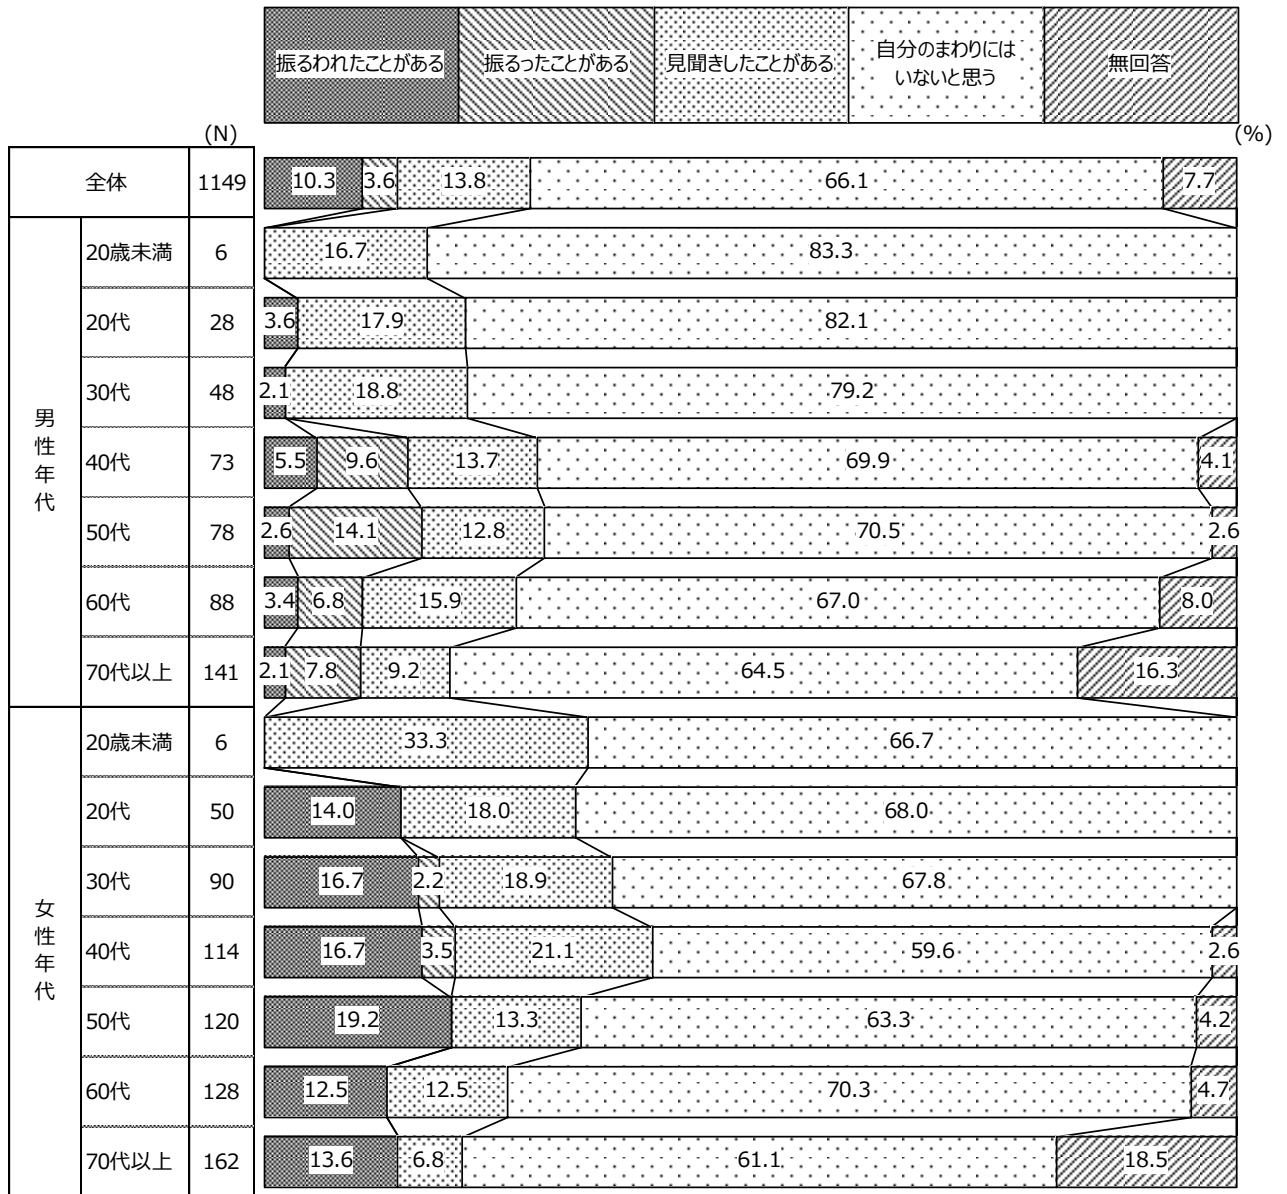 振るわれたことがある 振るったことがある 見聞きしたことがある 自分のまわりには 無回答
いないと思う
(N) (%)
全体 1149 10.3 3.6 13.8 66.1 7.7
男性年代
20歳未満 6 16.7 83.3
20代 28 3.6 17.9 82.1
30代 48 2.1 18.8 79.2
40代 73 5.5 9.6 13.7 69.9 4.1
50代 78 2.6 14.1 12.8 70.5 2.6
60代 88 3.4 6.8 15.9 67.0 8.0
70代以上 141 2.1 7.8 9.2 64.5 16.3
女性年代
20歳未満 6 33.3 66.7
20代 50 14.0 18.0 68.0
30代 90 16.7 2.2 18.9 67.8
40代 114 16.7 3.5 21.1 59.6 2.6
50代 120 19.2 13.3 63.3 4.2
60代 128 12.5 12.5 70.3 4.7
70代以上 162 13.6 6.8 61.1 18.5